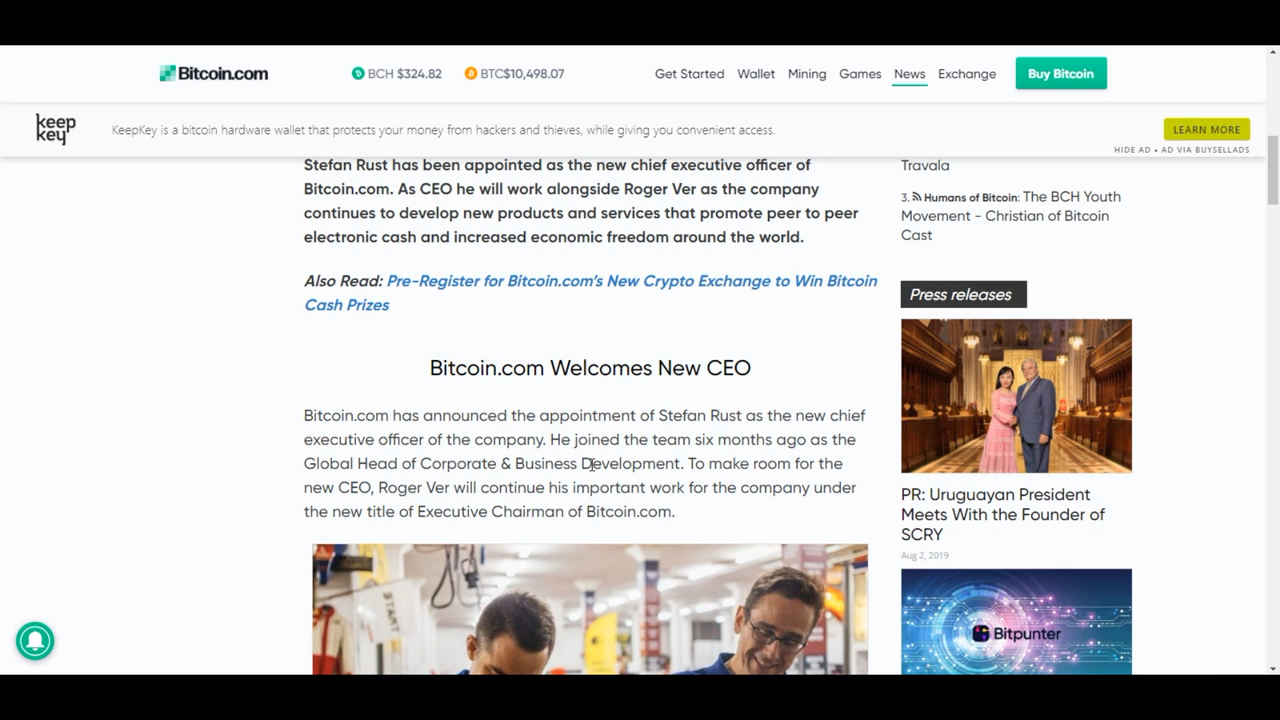 Bitcoin.com
BCH $324.82
BTC$10,498.07
Get Started Wallet Mining Games News Exchange
Buy Bitcoin
keep
key
KeepKey is a bitcoin hardware wallet that protects your money from hackers and thieves, while giving you convenient access.
LEARN MORE
HIDE AD • AD VIA BUYSELLADS
Stefan Rust has been appointed as the new chief executive officer of
Bitcoin.com. As CEO he will work alongside Roger Ver as the company
continues to develop new products and services that promote peer to peer
electronic cash and increased economic freedom around the world.
Also Read: Pre-Register for Bitcoin.com’s New Crypto Exchange to Win Bitcoin
Cash Prizes
Bitcoin.com Welcomes New CEO
Bitcoin.com has announced the appointment of Stefan Rust as the new chief
executive officer of the company. He joined the team six months ago as the
Global Head of Corporate & Business Development. To make room for the
new CEO, Roger Ver will continue his important work for the company under
the new title of Executive Chairman of Bitcoin.com.
Travala
3. Humans of Bitcoin: The BCH Youth
Movement - Christian of Bitcoin
Cast
Press releases
PR: Uruguayan President
Meets With the Founder of
SCRY
Aug 2, 2019
Bitpunter